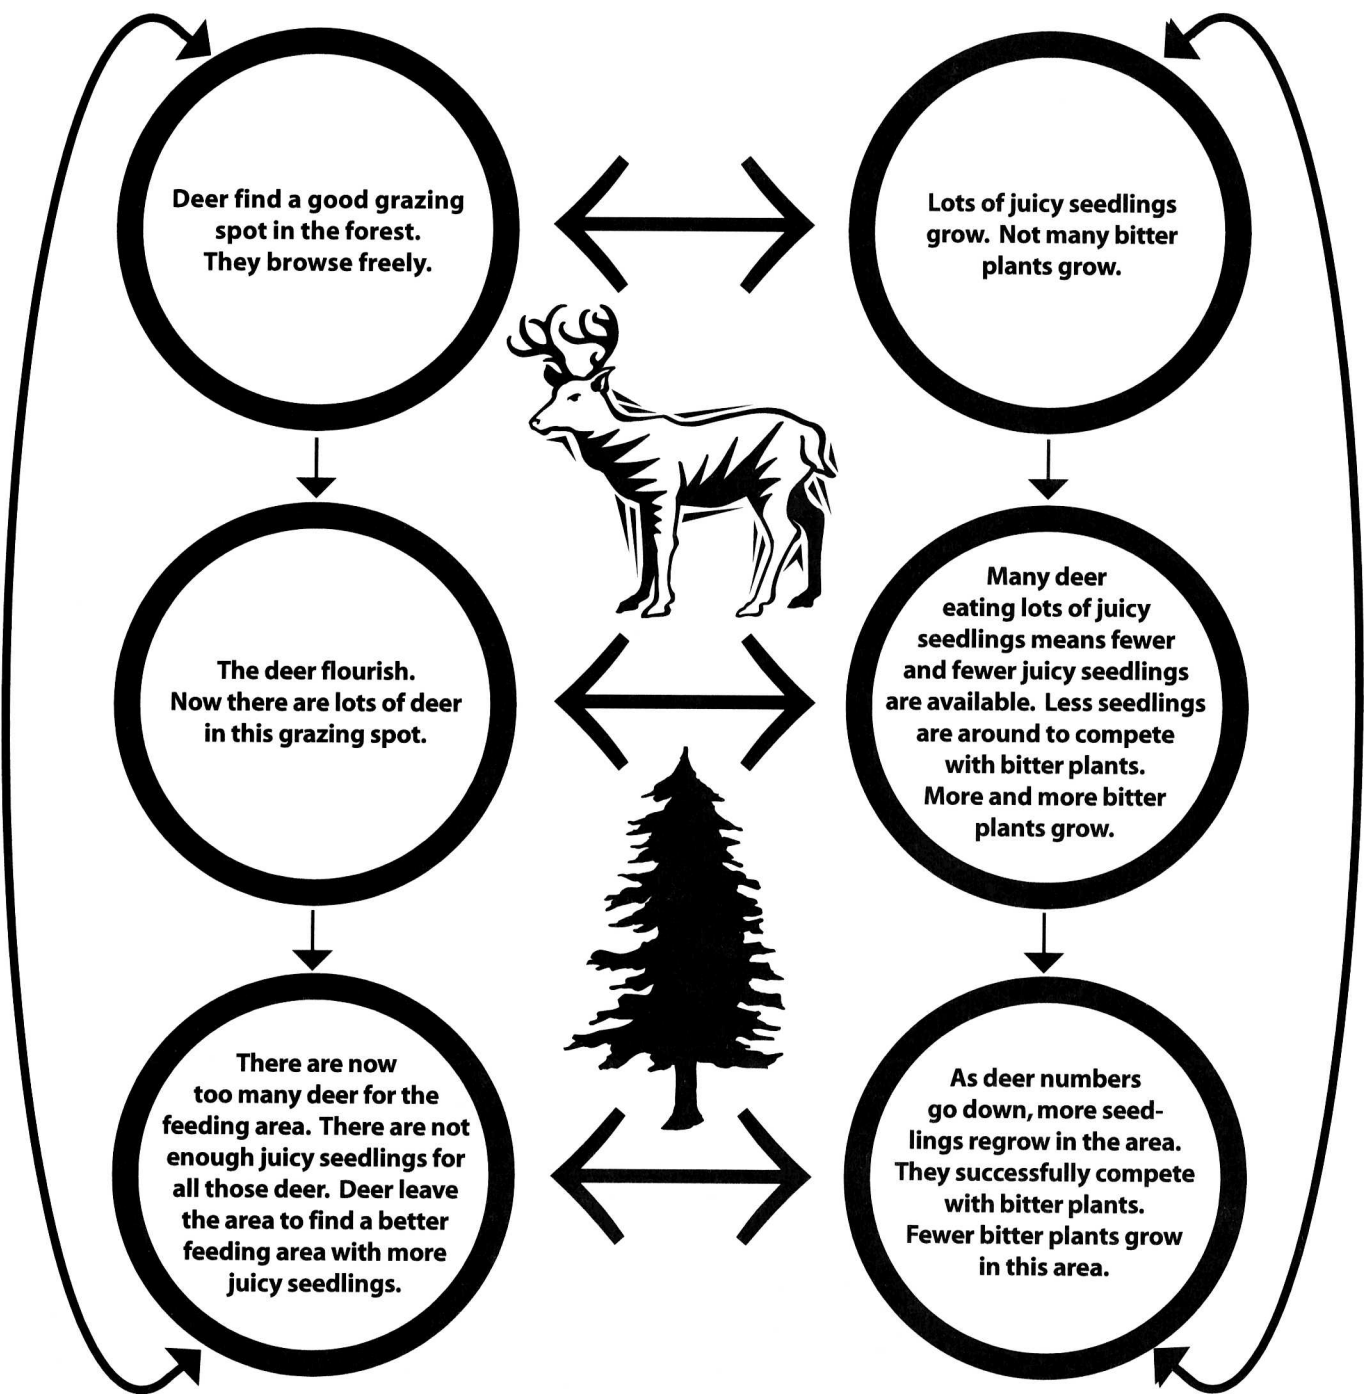 Deer find a good grazing
spot in the forest.
They browse freely.
Lots of juicy seedlings
grow. Not many bitter
plants grow.
The deer flourish.
Now there are lots of deer
in this grazing spot.
Many deer
eating lots of juicy
seedlings means fewer
and fewer juicy seedlings
are available. Less seedlings
are around to compete
with bitter plants.
More and more bitter
plants grow.
There are now
too many deer for the
feeding area. There are not
enough juicy seedlings for
all those deer. Deer leave
the area to find a better
feeding area with more
juicy seedlings.
As deer numbers
go down, more seed-
lings regrow in the area.
They successfully compete
with bitter plants.
Fewer bitter plants grow
in this area.